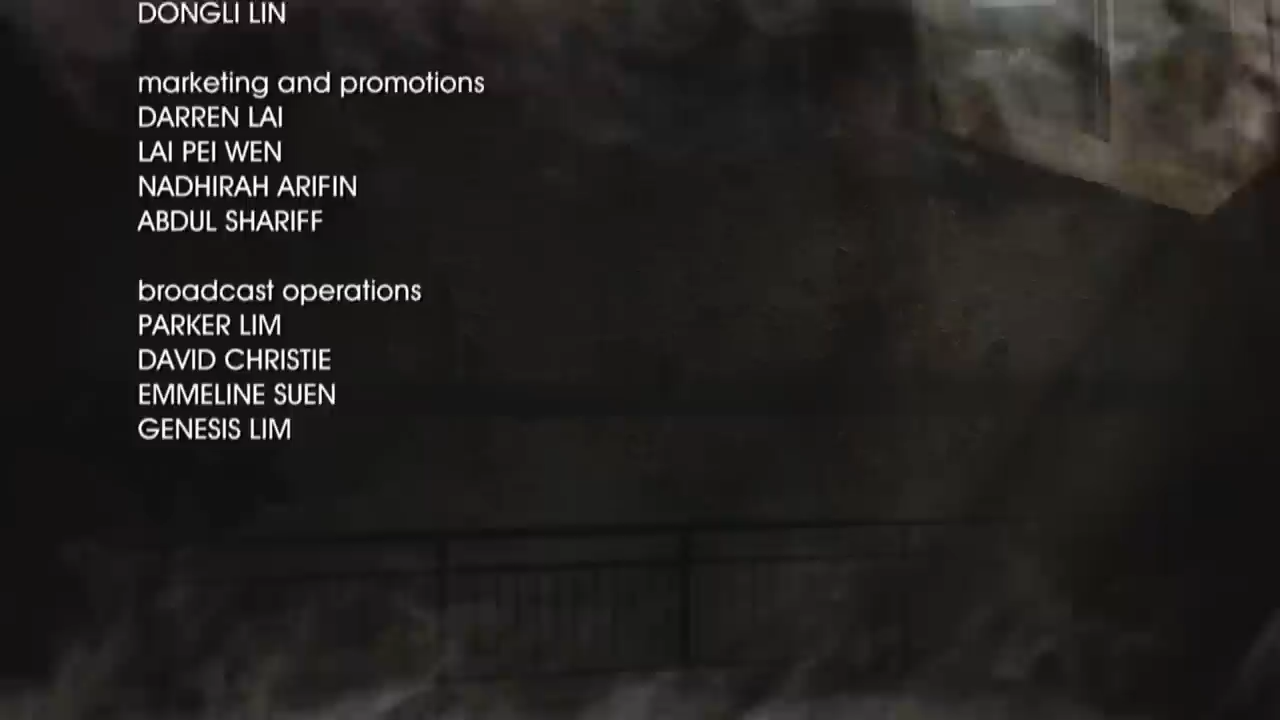 DONGLI LIN
marketing and promotions
DARREN LAI
LAI PEI WEN
NADHIRAH ARIFIN
ABDUL SHARIFF
broadcast operations
PARKER LIM
DAVID CHRISTIE
EMMELINE SUEN
GENESIS LIM